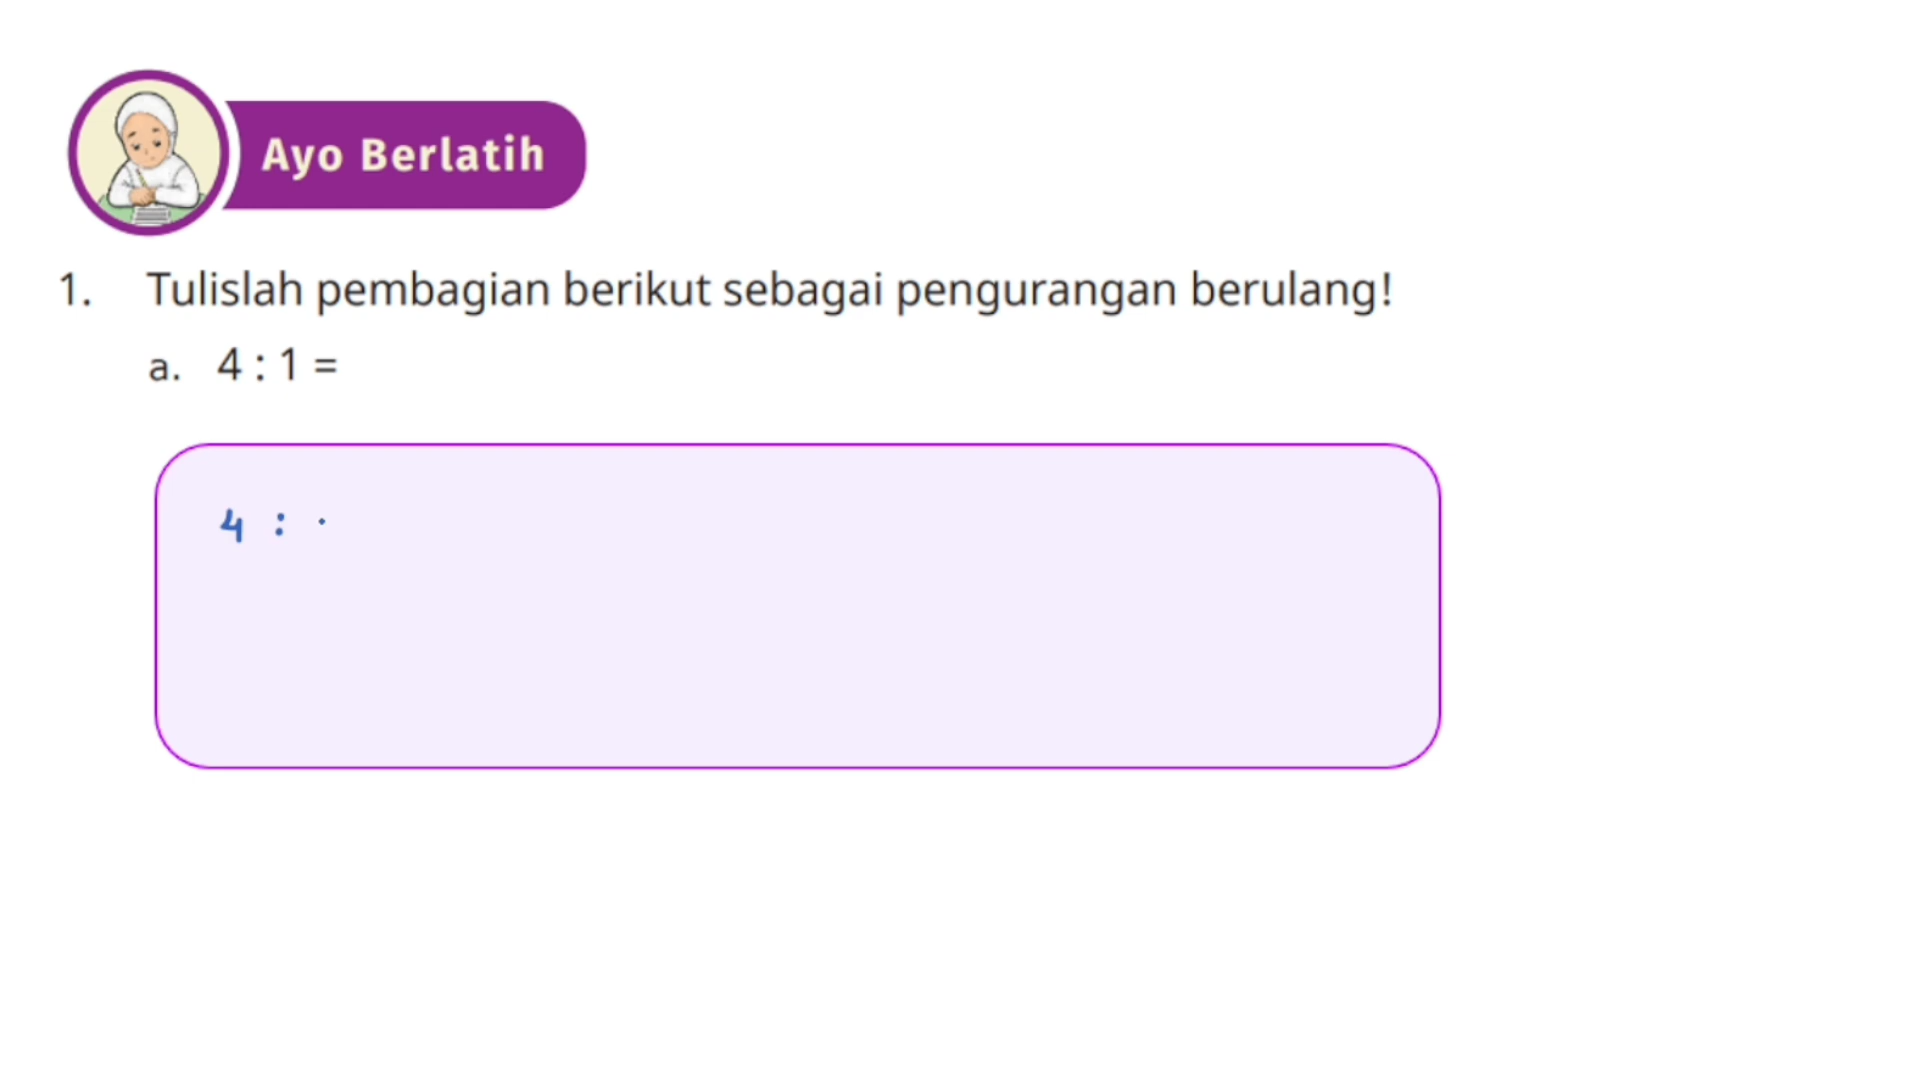 Ayo Berlatih
1. Tulislah pembagian berikut sebagai pengurangan berulang!
a. 4 : 1 =
4 :